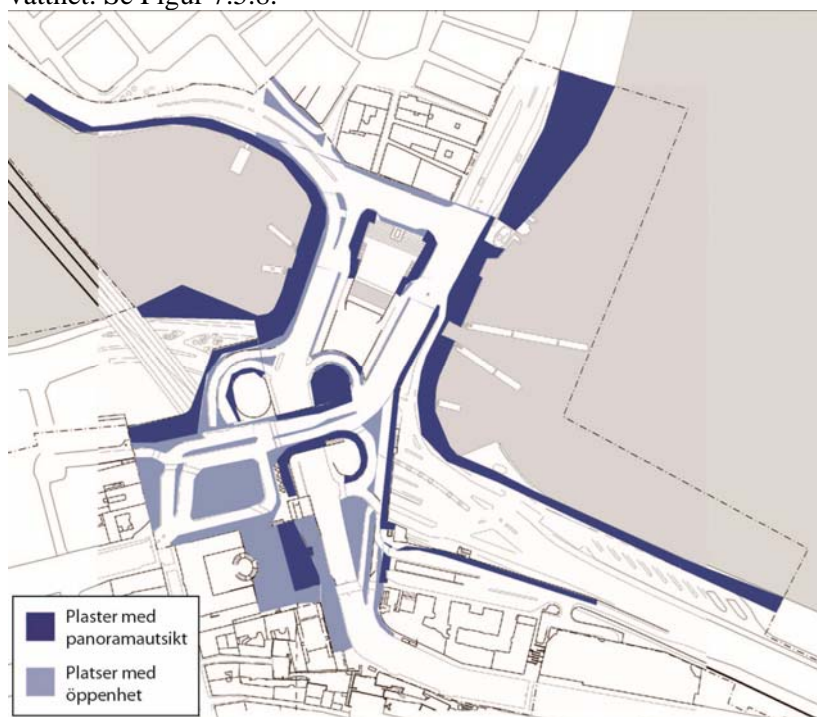 vattnet. Se Figur
Plaster med
panoramautsikt
Platser med
öppenhet